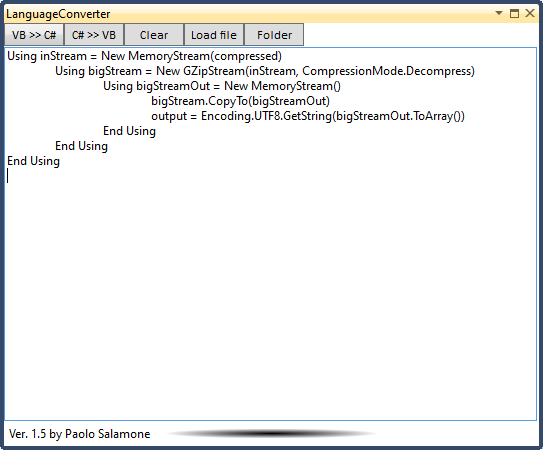 LanguageConverter
VB >> C# C# >> VB Clear Load file Folder
Using inStream = New MemoryStream(compressed)
Using bigStream = New GZipStream(inStream, CompressionMode.Decompress)
Using bigStreamOut = New MemoryStream()
bigStream.CopyTo(bigStreamOut)
output = Encoding.UTF8.GetString(bigStreamOut.ToArray())
End Using
End Using
End Using
Ver. 1.5 by Paolo Salamone